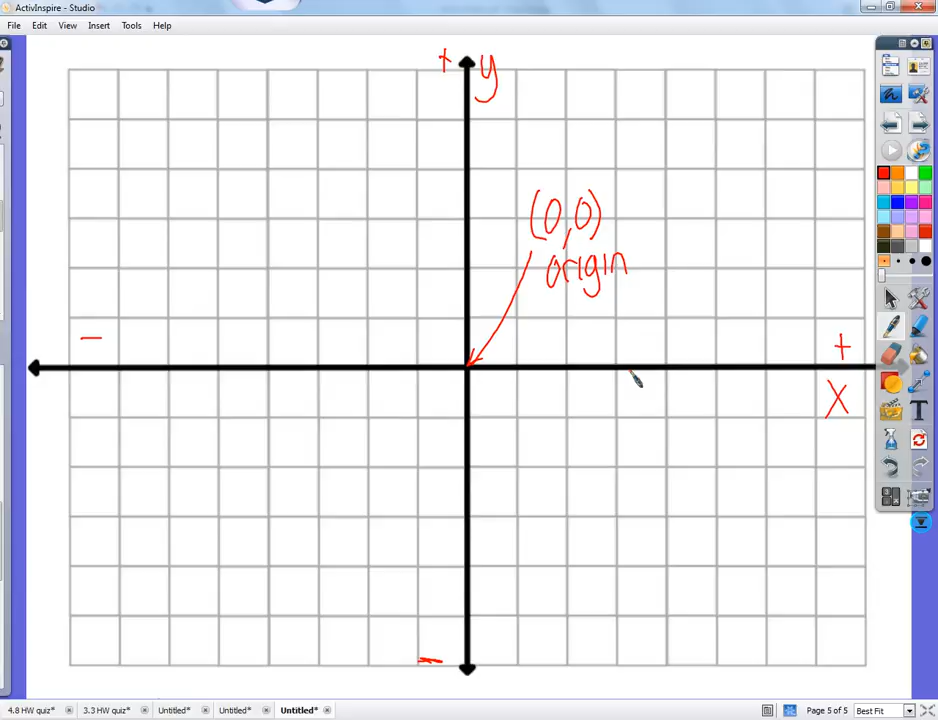 ActivInspire - Studio
File Edit View Insert Tools Help
+ y
(0,0)
origin
− +
X
−
4.8 HW quiz* 3.3 HW quiz* Untitled* Untitled* Untitled* Page 5 of 5 Best Fit